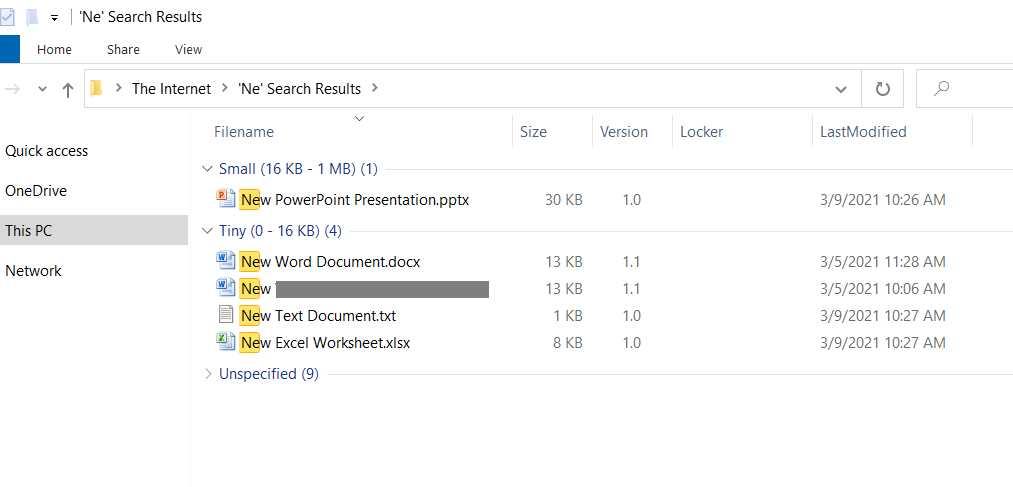 'Ne' Search Results
Home Share View
The Internet 'Ne' Search Results
Filename Size Version Locker LastModified
Quick access
OneDrive
This PC
Network
Small (16 KB - 1 MB) (1)
New PowerPoint Presentation.pptx 30 KB 1.0 3/9/2021 10:26 AM
Tiny (0 - 16 KB) (4)
New Word Document.docx 13 KB 1.1 3/5/2021 11:28 AM
New 13 KB 1.1 3/5/2021 10:06 AM
New Text Document.txt 1 KB 1.0 3/9/2021 10:27 AM
New Excel Worksheet.xlsx 8 KB 1.0 3/9/2021 10:27 AM
Unspecified (9)